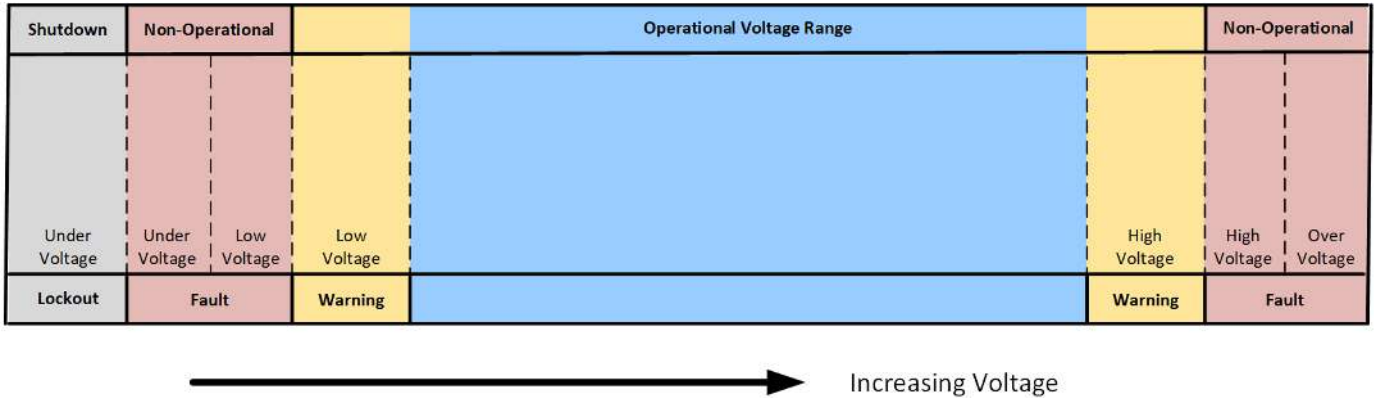 Shutdown Non-Operational Operational Voltage Range Non-Operational
Under Voltage
Under Voltage
Low Voltage
Low Voltage
High Voltage
High Voltage
Over Voltage
Lockout Fault Warning Warning Fault
Increasing Voltage